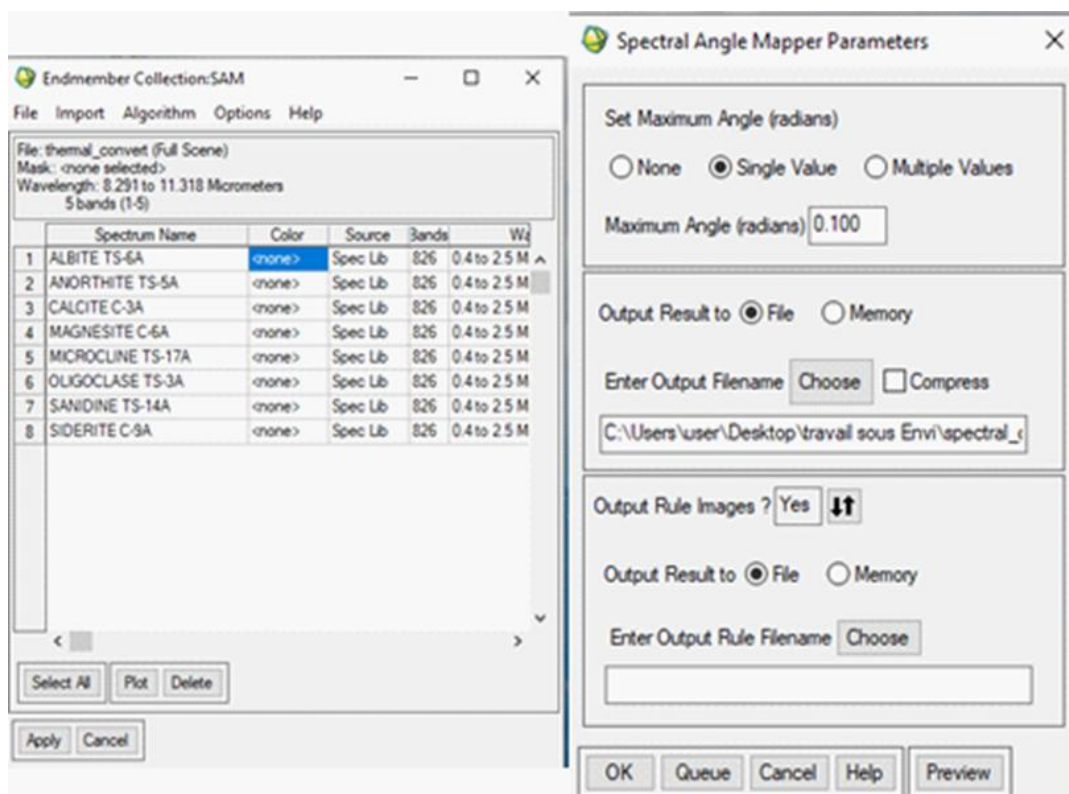 Endmember Collection:SAM
File Import Algorithm Options Help
File: thermal_convert (Full Scene)
Mask: <none selected>
Wavelength: 8.291 to 11.318 Micrometers
5 bands (1-5)
Spectrum Name Color Source Bands Wa
1 ALBITE TS-6A <none> Spec Lib 826 0.4 to 2.5 M
2 ANORTHITE TS-5A <none> Spec Lib 826 0.4 to 2.5 M
3 CALCITE C-3A <none> Spec Lib 826 0.4 to 2.5 M
4 MAGNESITE C-6A <none> Spec Lib 826 0.4 to 2.5 M
5 MICROCLINE TS-17A <none> Spec Lib 826 0.4 to 2.5 M
6 OLIGOCLASE TS-3A <none> Spec Lib 826 0.4 to 2.5 M
7 SANIDINE TS-14A <none> Spec Lib 826 0.4 to 2.5 M
8 SIDERITE C-9A <none> Spec Lib 826 0.4 to 2.5 M
Select All Plot Delete
Apply Cancel
Spectral Angle Mapper Parameters
Set Maximum Angle (radians)
None Single Value Multiple Values
Maximum Angle (radians) 0.100
Output Result to File Memory
Enter Output Filename Choose Compress
C:\Users\user\Desktop\travail sous Envi\spectral_
Output Rule Images ? Yes
Output Result to File Memory
Enter Output Rule Filename Choose
OK Queue Cancel Help Preview